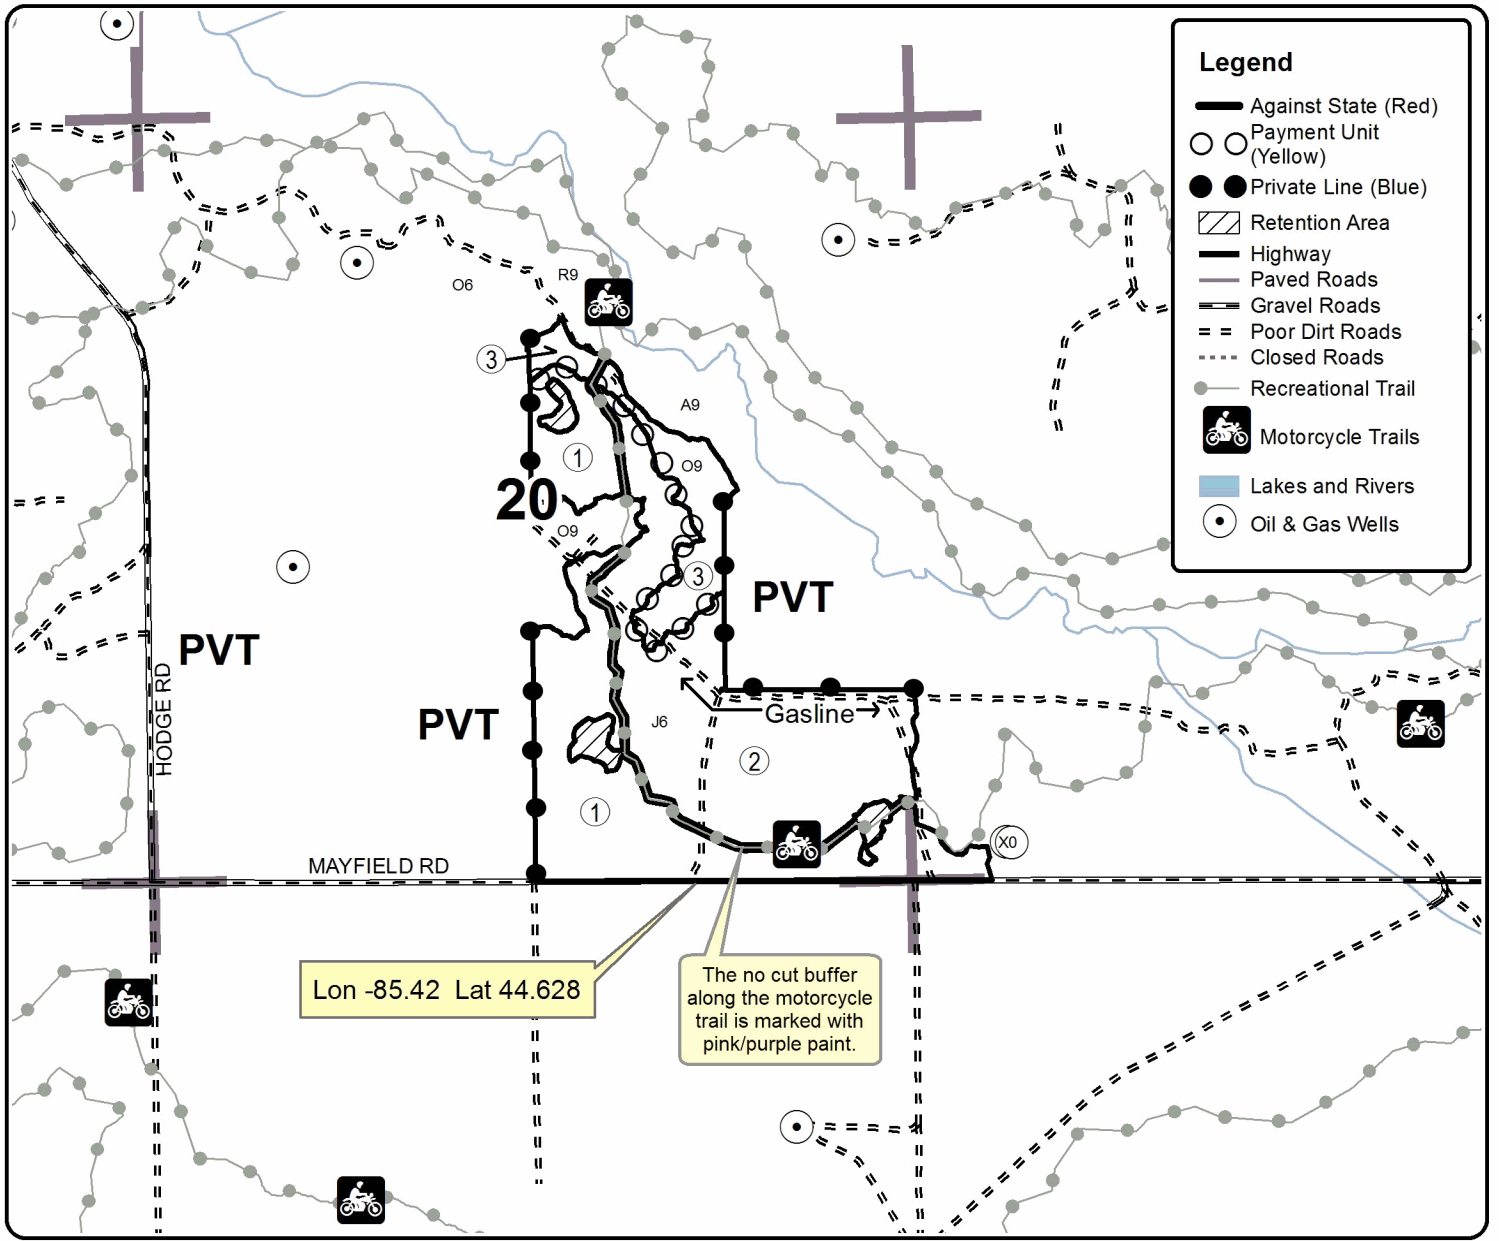 Legend
Against State (Red)
Payment Unit
(Yellow)
Private Line (Blue)
Retention Area
Highway
Paved Roads
Gravel Roads
Poor Dirt Roads
Closed Roads
Recreational Trail
Motorcycle Trails
Lakes and Rivers
Oil & Gas Wells
R9
O6
3
A9
1
O9
20
O9
3
PVT
PVT
HODGE RD
PVT
J6
Gasline
2
1
X0
MAYFIELD RD
Lon -85.42 Lat 44.628
The no cut buffer
along the motorcycle
trail is marked with
pink/purple paint.